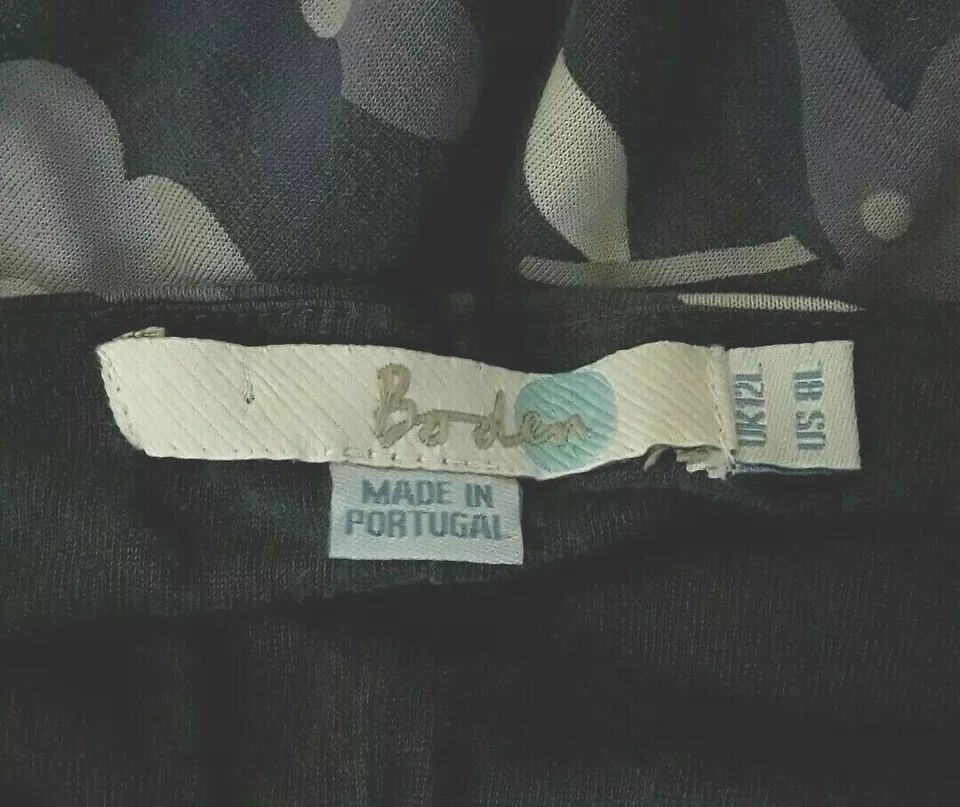 Boden
UK12L
US 8L
MADE IN
PORTUGAL